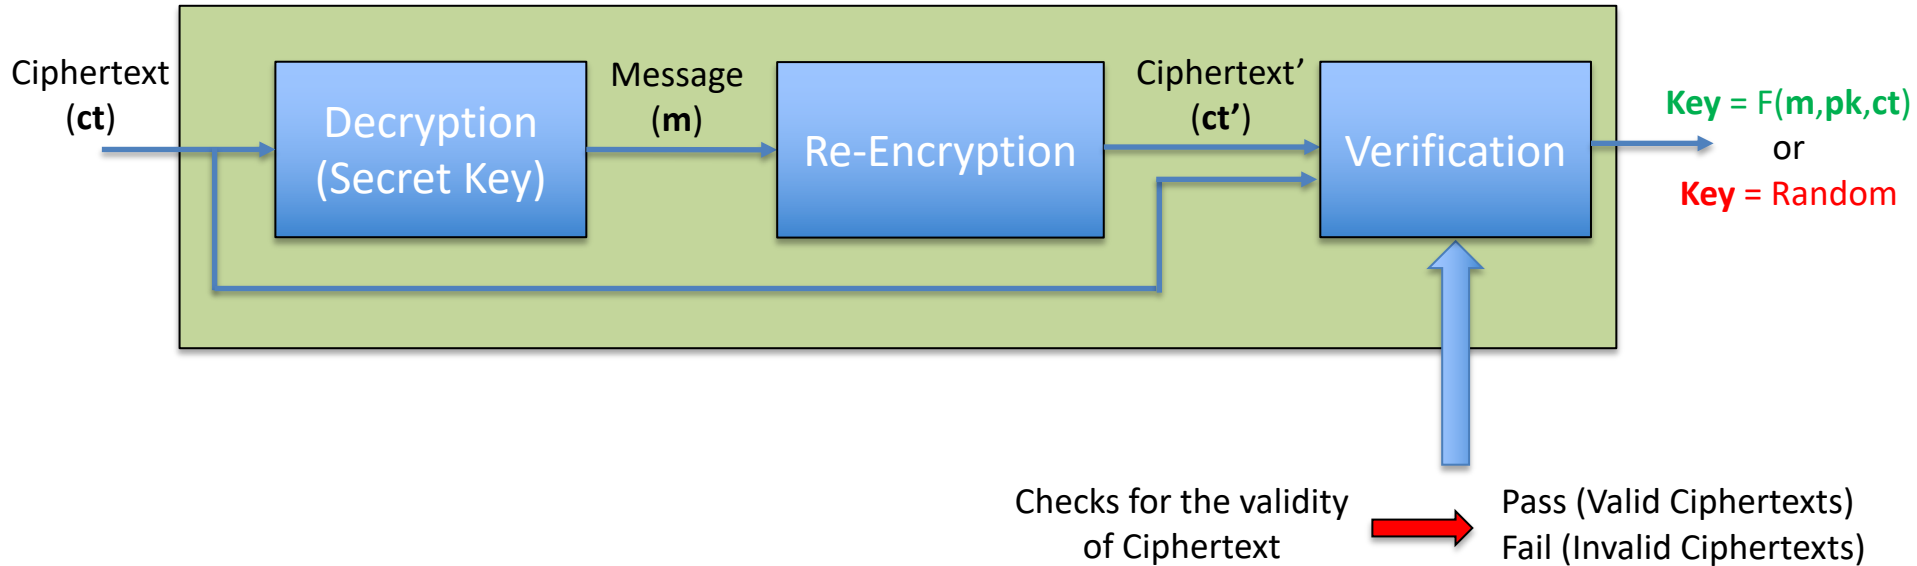 Ciphertext
(ct)
Decryption
(Secret Key)
Message
(m)
Re-Encryption
Ciphertext’
(ct’)
Verification
Key = F(m,pk,ct)
or
Key = Random
Checks for the validity
of Ciphertext
Pass (Valid Ciphertexts)
Fail (Invalid Ciphertexts)